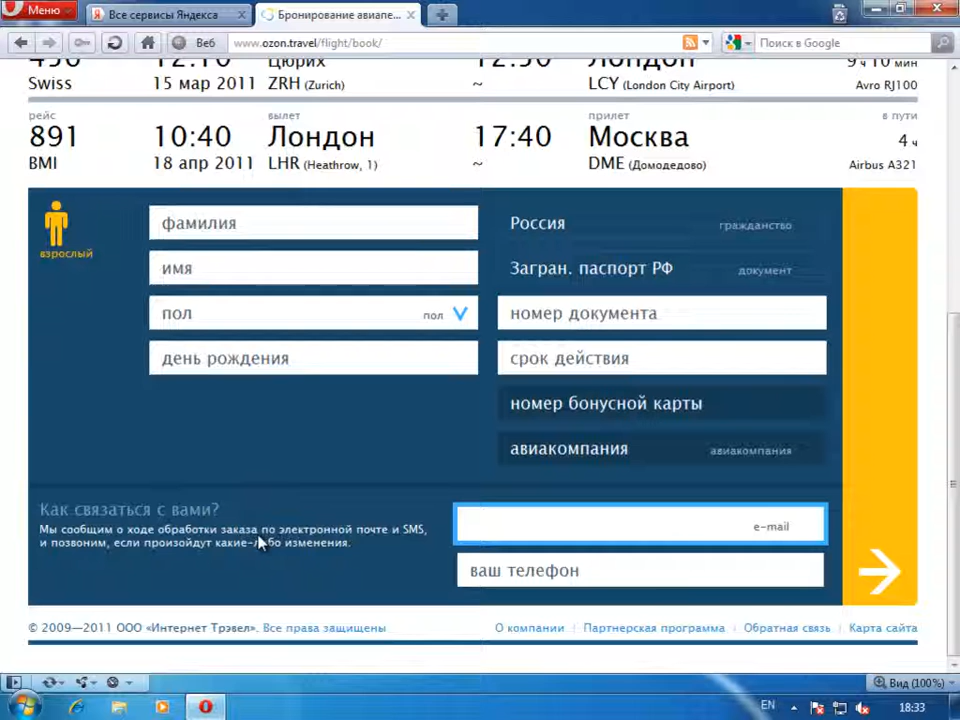 Меню
Все сервисы Яндекса
Бронирование авиапе...
Веб
www.ozon.travel/flight/book/
Поиск в Google
Swiss 15 мар 2011 ZRH (Zurich) ~ LCY (London City Airport) Avro RJ100
рейс вылет прилет в пути
891 10:40 Лондон 17:40 Москва 4 ч
BMI 18 апр 2011 LHR (Heathrow, 1) ~ DME (Домодедово) Airbus A321
взрослый
фамилия
Россия гражданство
имя
Загран. паспорт РФ документ
пол пол
номер документа
день рождения
срок действия
номер бонусной карты
авиакомпания авиакомпания
Как связаться с вами?
Мы сообщим о ходе обработки заказа по электронной почте и SMS,
и позвоним, если произойдут какие-либо изменения.
e-mail
ваш телефон
© 2009—2011 ООО «Интернет Трэвел». Все права защищены
О компании Партнерская программа Обратная связь Карта сайта
Вид (100%)
EN
18:33